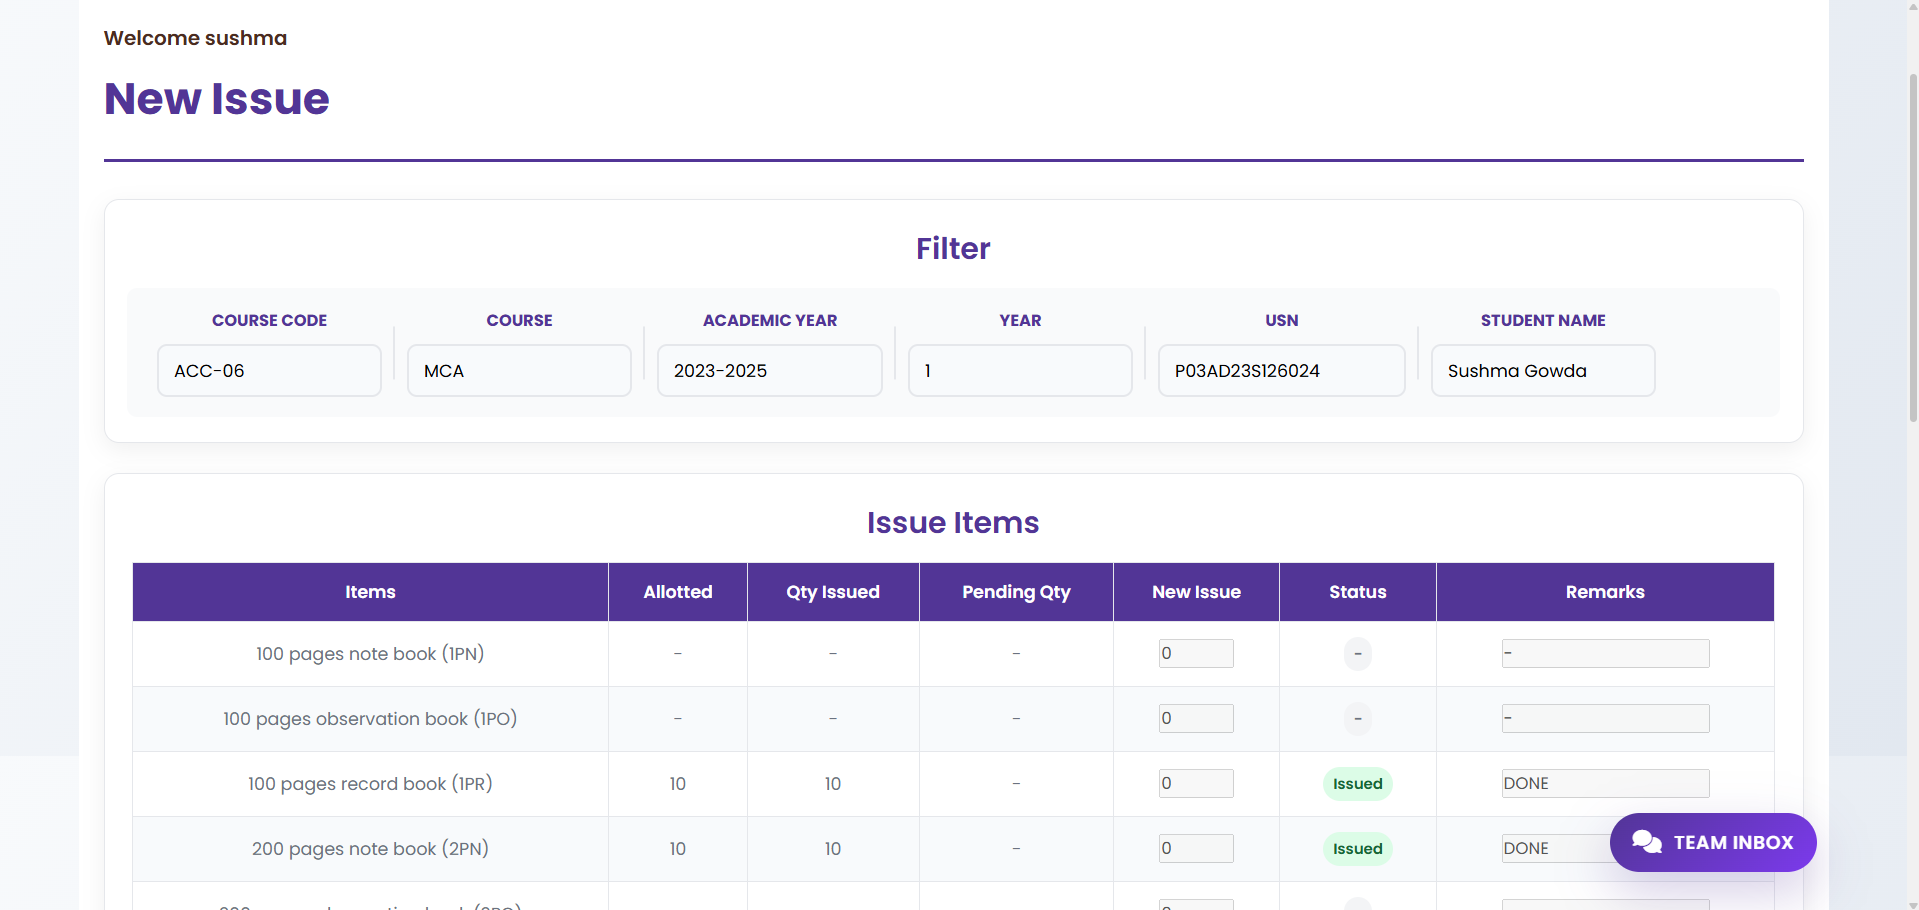 Welcome sushma
New Issue
Filter
COURSE CODE COURSE ACADEMIC YEAR YEAR USN STUDENT NAME
ACC-06 MCA 2023-2025 1 P03AD23S126024 Sushma Gowda
Issue Items
Items Allotted Qty Issued Pending Qty New Issue Status Remarks
100 pages note book (1PN) - - - 0 - -
100 pages observation book (1PO) - - - 0 - -
100 pages record book (1PR) 10 10 - 0 Issued DONE
200 pages note book (2PN) 10 10 - 0 Issued DONE
TEAM INBOX